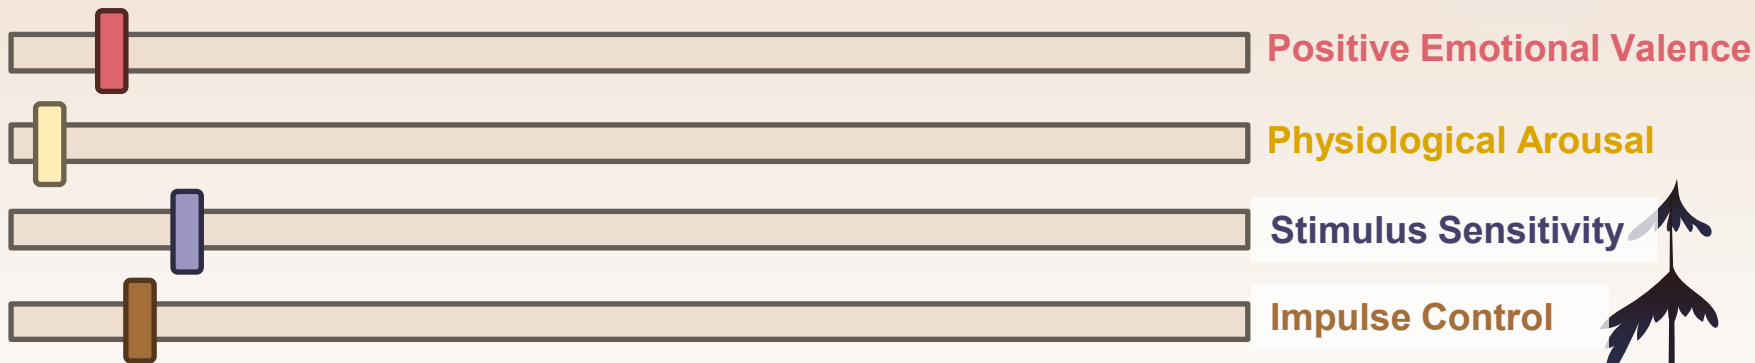 Positive Emotional Valence
Physiological Arousal
Stimulus Sensitivity
Impulse Control